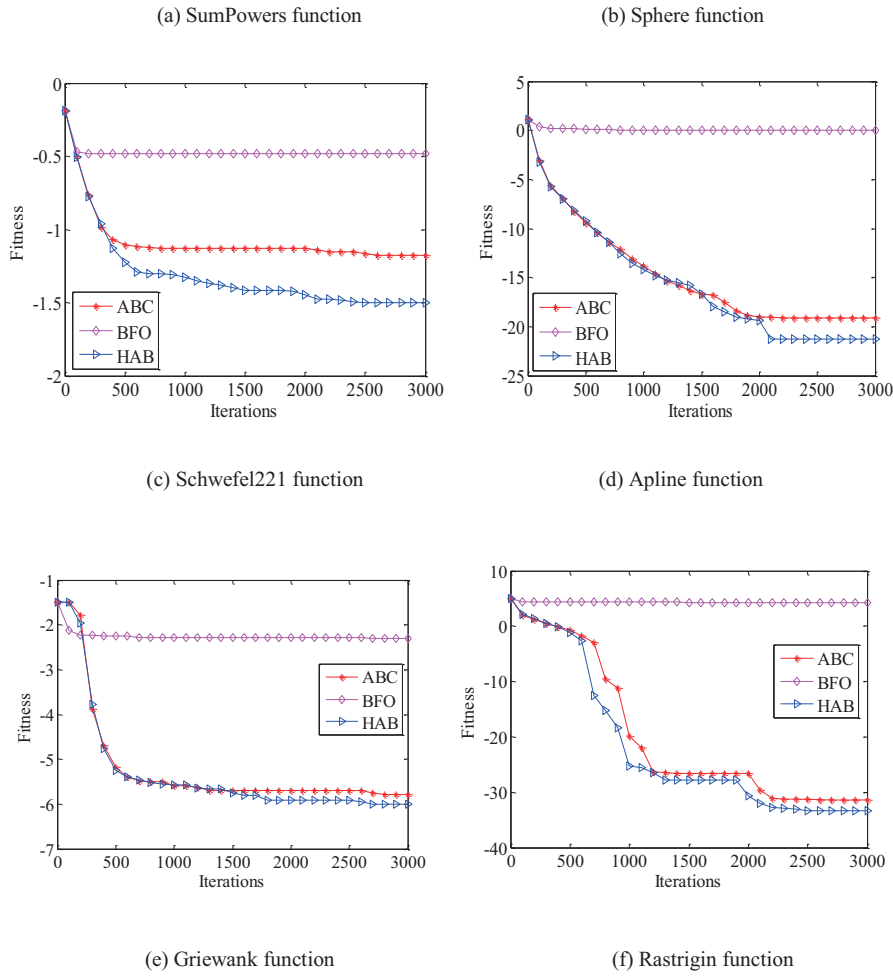 (a) SumPowers function
(b) Sphere function
0
-0.5
-1
-1.5
-2
Fitness
0 500 1000 1500 2000 2500 3000
Iterations
ABC
BFO
HAB
5
0
-5
-10
-15
-20
-25
Fitness
0 500 1000 1500 2000 2500 3000
Iterations
ABC
BFO
HAB
(c) Schwefel221 function
(d) Apline function
-1
-2
-3
-4
-5
-6
-7
Fitness
0 500 1000 1500 2000 2500 3000
Iterations
ABC
BFO
HAB
10
0
-10
-20
-30
-40
Fitness
0 500 1000 1500 2000 2500 3000
Iterations
ABC
BFO
HAB
(e) Griewank function
(f) Rastrigin function